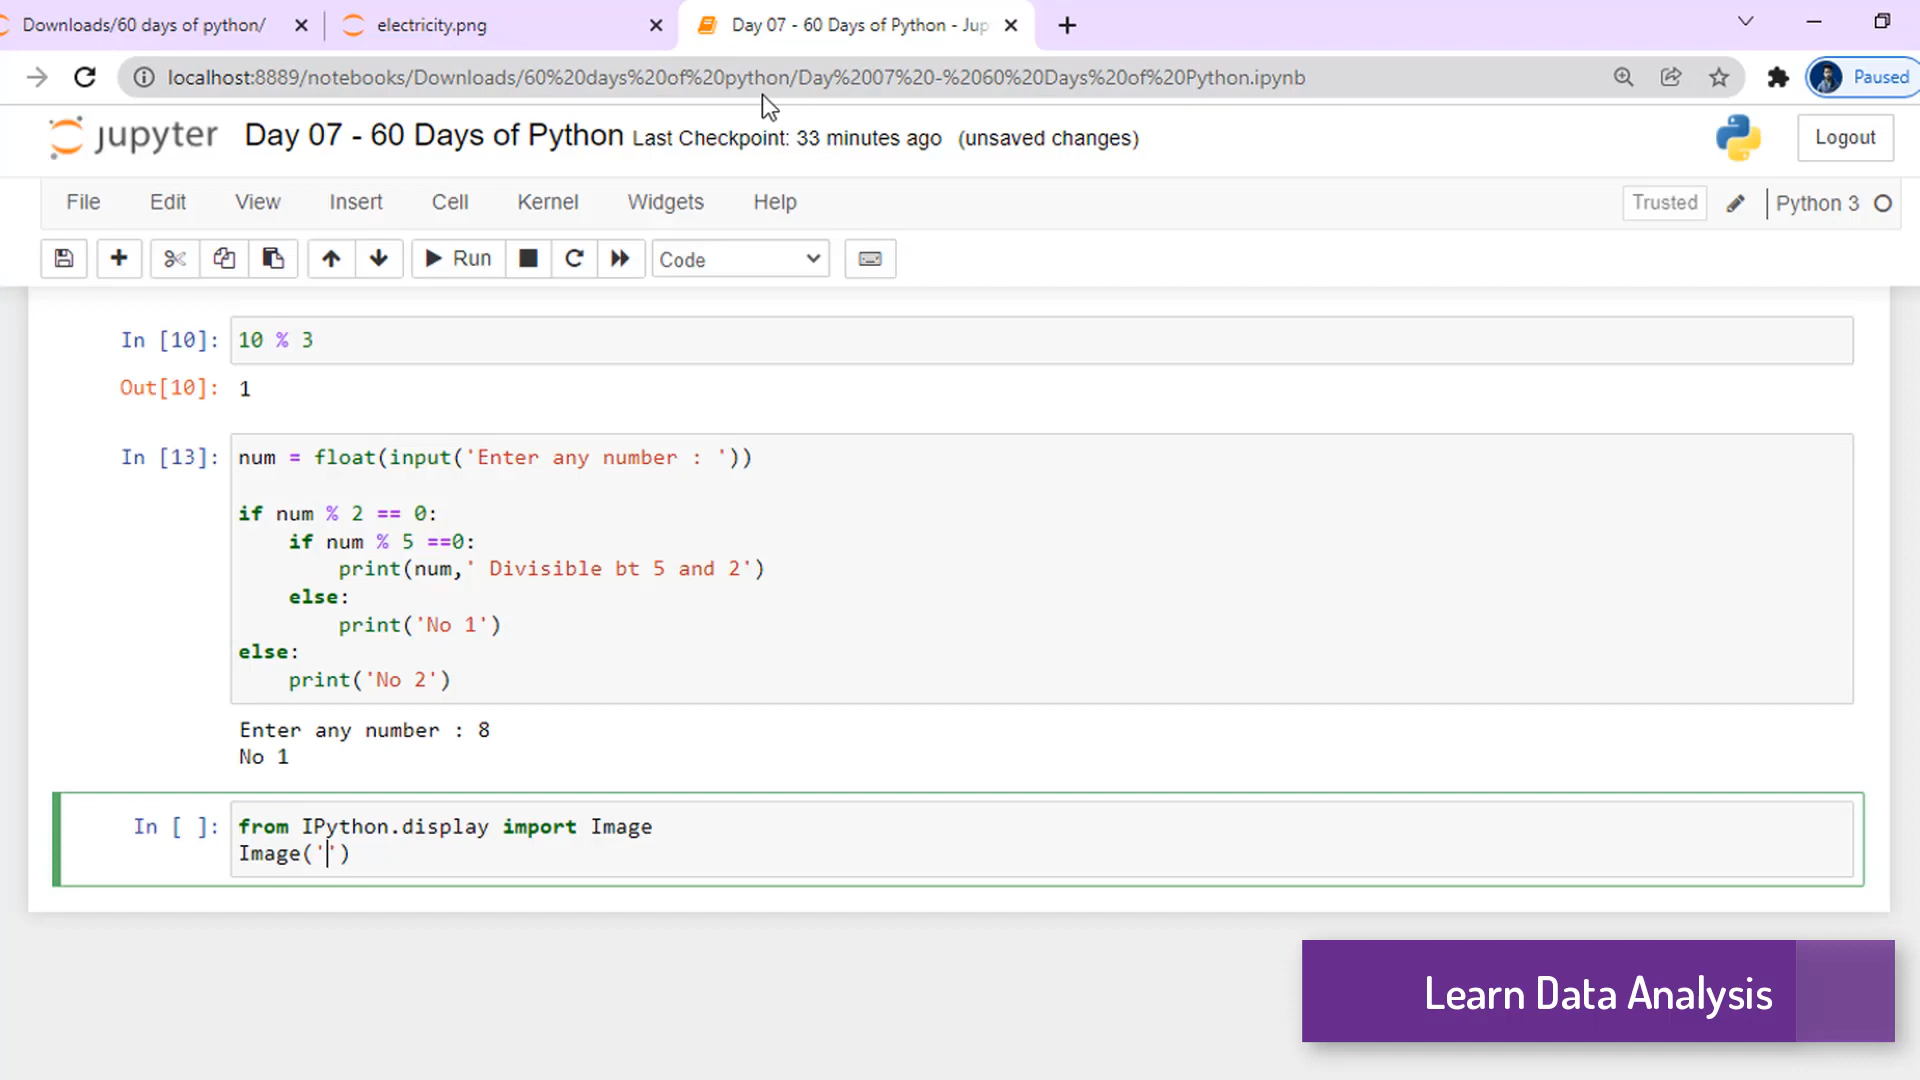 Downloads/60 days of python/
electricity.png
Day 07 - 60 Days of Python - Jup
localhost:8889/notebooks/Downloads/60%20days%20of%20python/Day%2007%20-%2060%20Days%20of%20Python.ipynb
Paused
jupyter Day 07 - 60 Days of Python Last Checkpoint: 33 minutes ago (unsaved changes)
Logout
File Edit View Insert Cell Kernel Widgets Help
Trusted
Python 3
Run
Code
In [10]: 10 % 3
Out[10]: 1
In [13]: num = float(input('Enter any number : '))
if num % 2 == 0:
    if num % 5 ==0:
        print(num,' Divisible bt 5 and 2')
    else:
        print('No 1')
else:
    print('No 2')
Enter any number : 8
No 1
In [ ]: from IPython.display import Image
Image('')
Learn Data Analysis